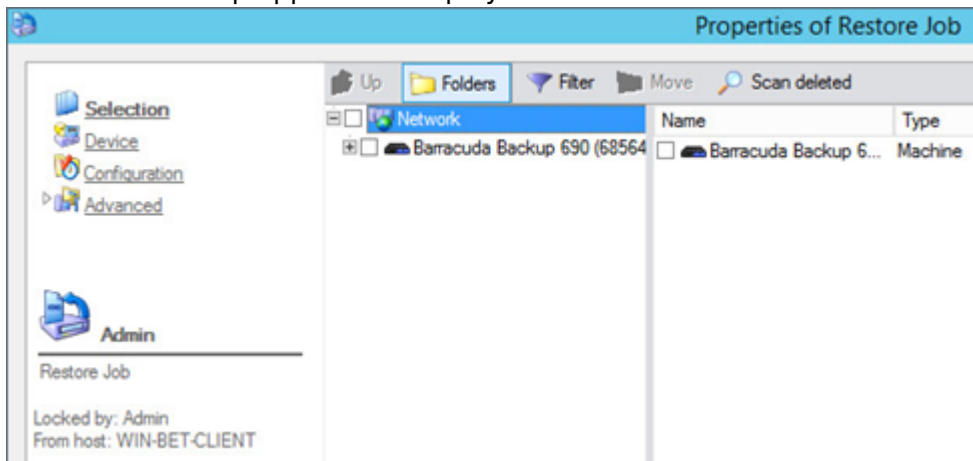 Properties of Restore Job
Up Folders Filter Move Scan deleted
Selection
Device
Configuration
Advanced
Network
Barracuda Backup 690 (68564
Name Type
Barracuda Backup 6... Machine
Admin
Restore Job
Locked by: Admin
From host: WIN-BET-CLIENT